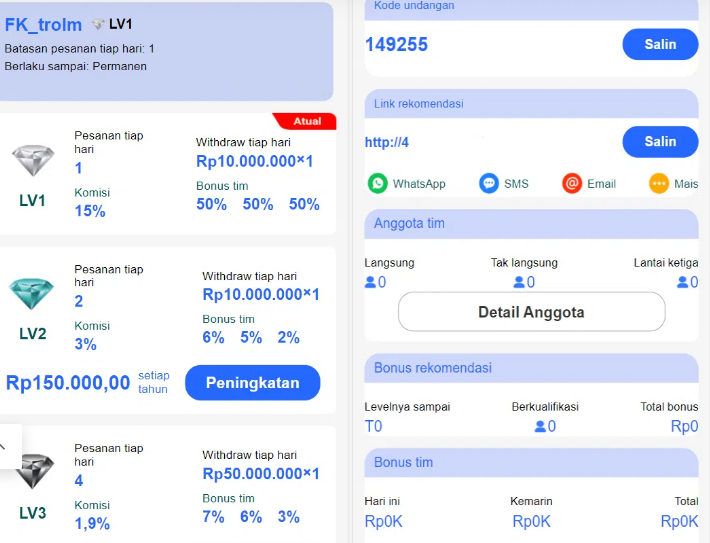 FK_trolm LV1
Batasan pesanan tiap hari: 1
Berlaku sampai: Permanen
Atual
Pesanan tiap
hari
1
Komisi
15%
LV1
Withdraw tiap hari
Rp10.000.000×1
Bonus tim
50% 50% 50%
Pesanan tiap
hari
2
Komisi
3%
LV2
Withdraw tiap hari
Rp10.000.000×1
Bonus tim
6% 5% 2%
Rp150.000,00
setiap
tahun
Peningkatan
Pesanan tiap
hari
4
Komisi
1,9%
LV3
Withdraw tiap hari
Rp50.000.000×1
Bonus tim
7% 6% 3%
Kode undangan
149255
Salin
Link rekomendasi
http://4
Salin
WhatsApp SMS Email Mais
Anggota tim
Langsung Tak langsung Lantai ketiga
0 0 0
Detail Anggota
Bonus rekomendasi
Levelnya sampai Berkualifikasi Total bonus
T0 0 Rp0
Bonus tim
Hari ini Kemarin Total
Rp0K Rp0K Rp0K